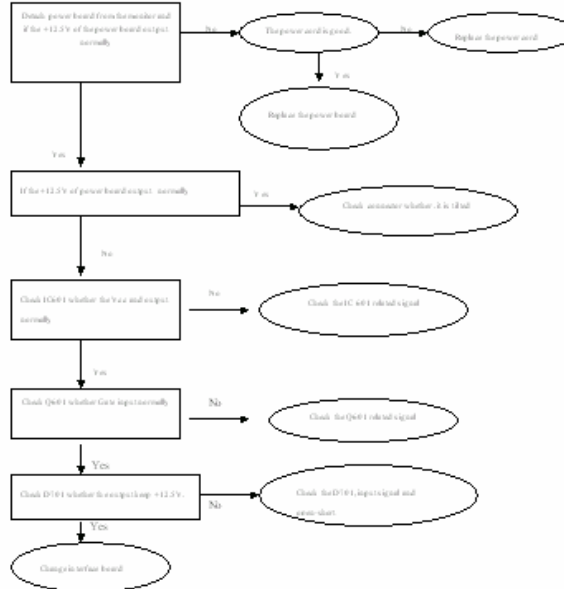 Detach power board from the monitor and
if the +12.5V of the power board output
normally
No
The power cord is good.
No
Replace the power cord
Yes
Replace the power board
Yes
If the +12.5V of power board output normally
Yes
Check connector whether it is tilted
No
Check IC601 whether the Vcc and output
normally
No
Check the IC 601 related signal
Yes
Check Q601 whether Gate input normally
No
Check the Q601 related signal
Yes
Check D701 whether the output keep +12.5V.
No
Check the D701, input signal and
open-short
Yes
Change interface board